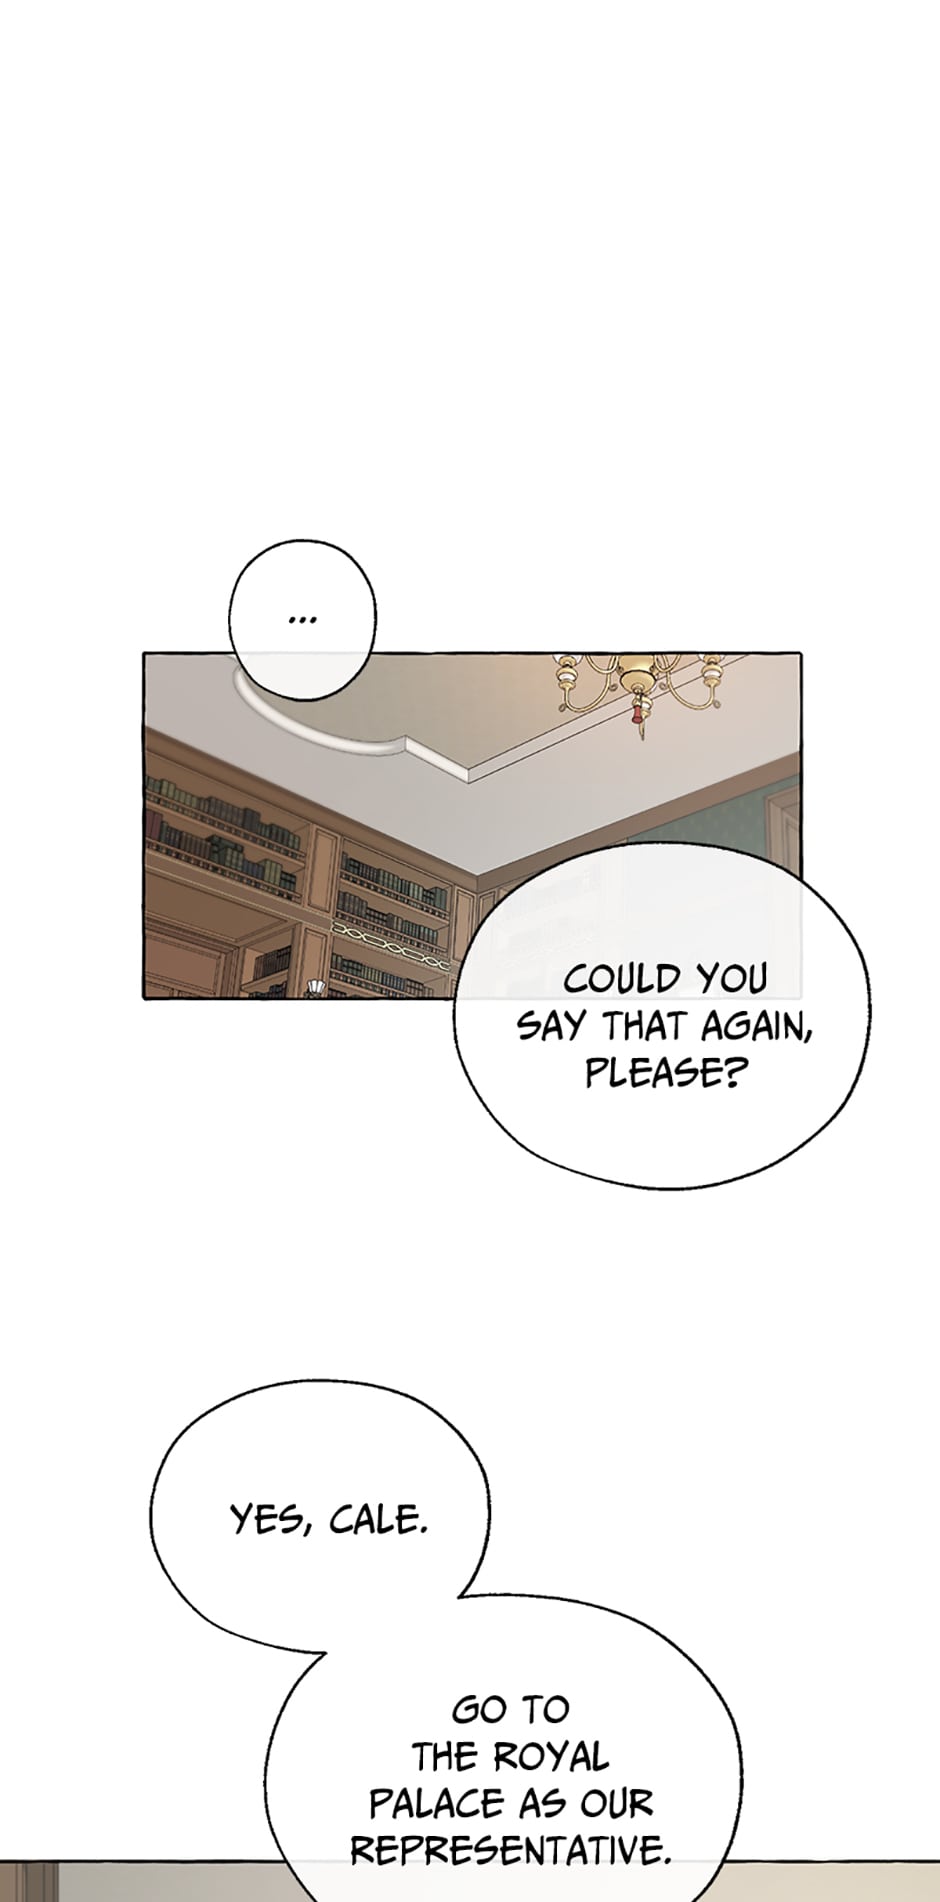 ...
COULD YOU
SAY THAT AGAIN,
PLEASE?
YES, CALE.
GO TO
THE ROYAL
PALACE AS OUR
REPRESENTATIVE.